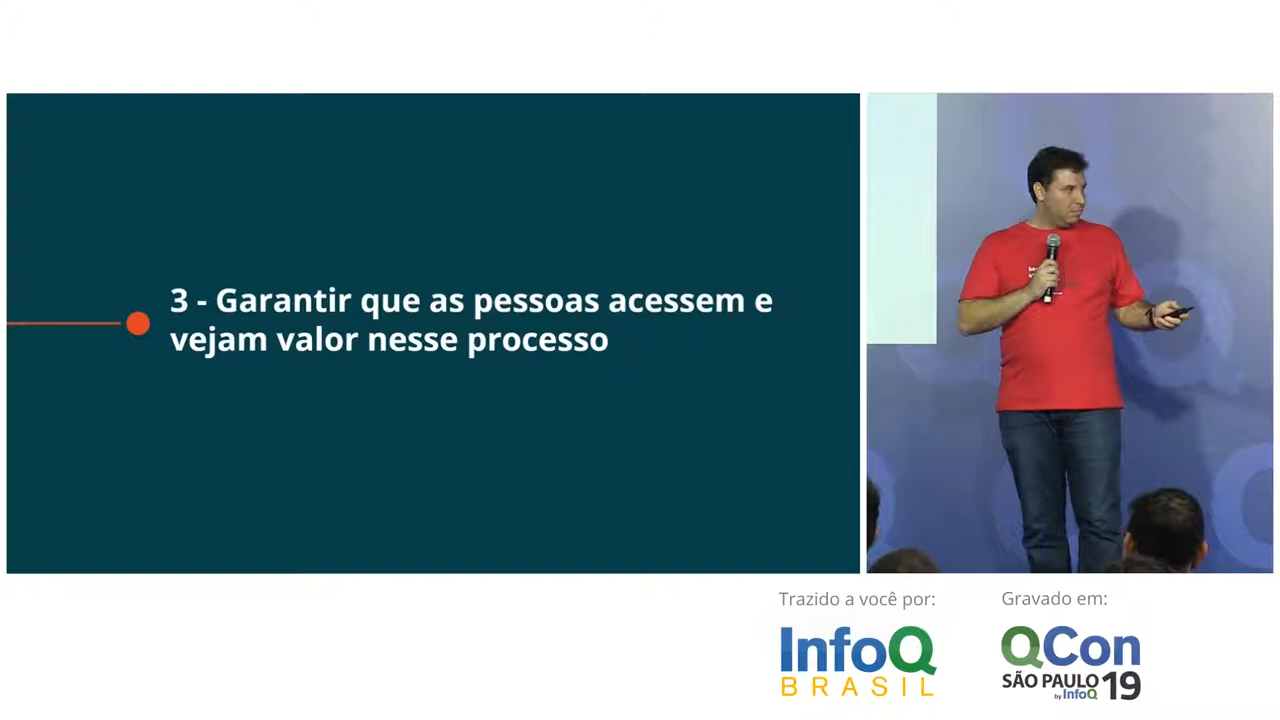 3 - Garantir que as pessoas acessem e
vejam valor nesse processo
Trazido a você por:
Gravado em:
InfoQ
BRASIL
QCon
SÃO PAULO 19
by InfoQ